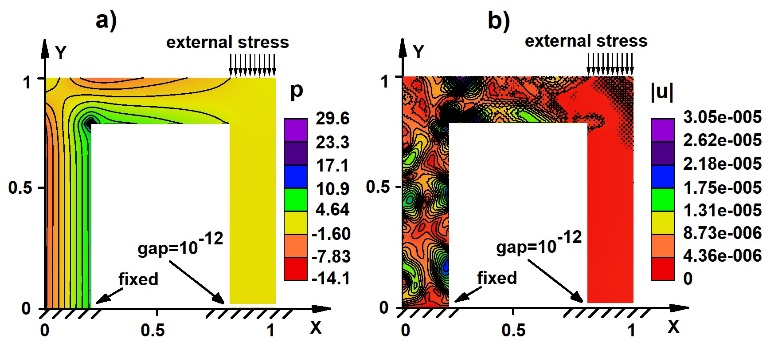 a)
external stress
Y
1
0.5
0
gap=10^-12
fixed
0
0.5
1
X
p
29.6
23.3
17.1
10.9
4.64
-1.60
-7.83
-14.1
b)
external stress
Y
1
0.5
0
gap=10^-12
fixed
0
0.5
1
X
|u|
3.05e-005
2.62e-005
2.18e-005
1.75e-005
1.31e-005
8.73e-006
4.36e-006
0